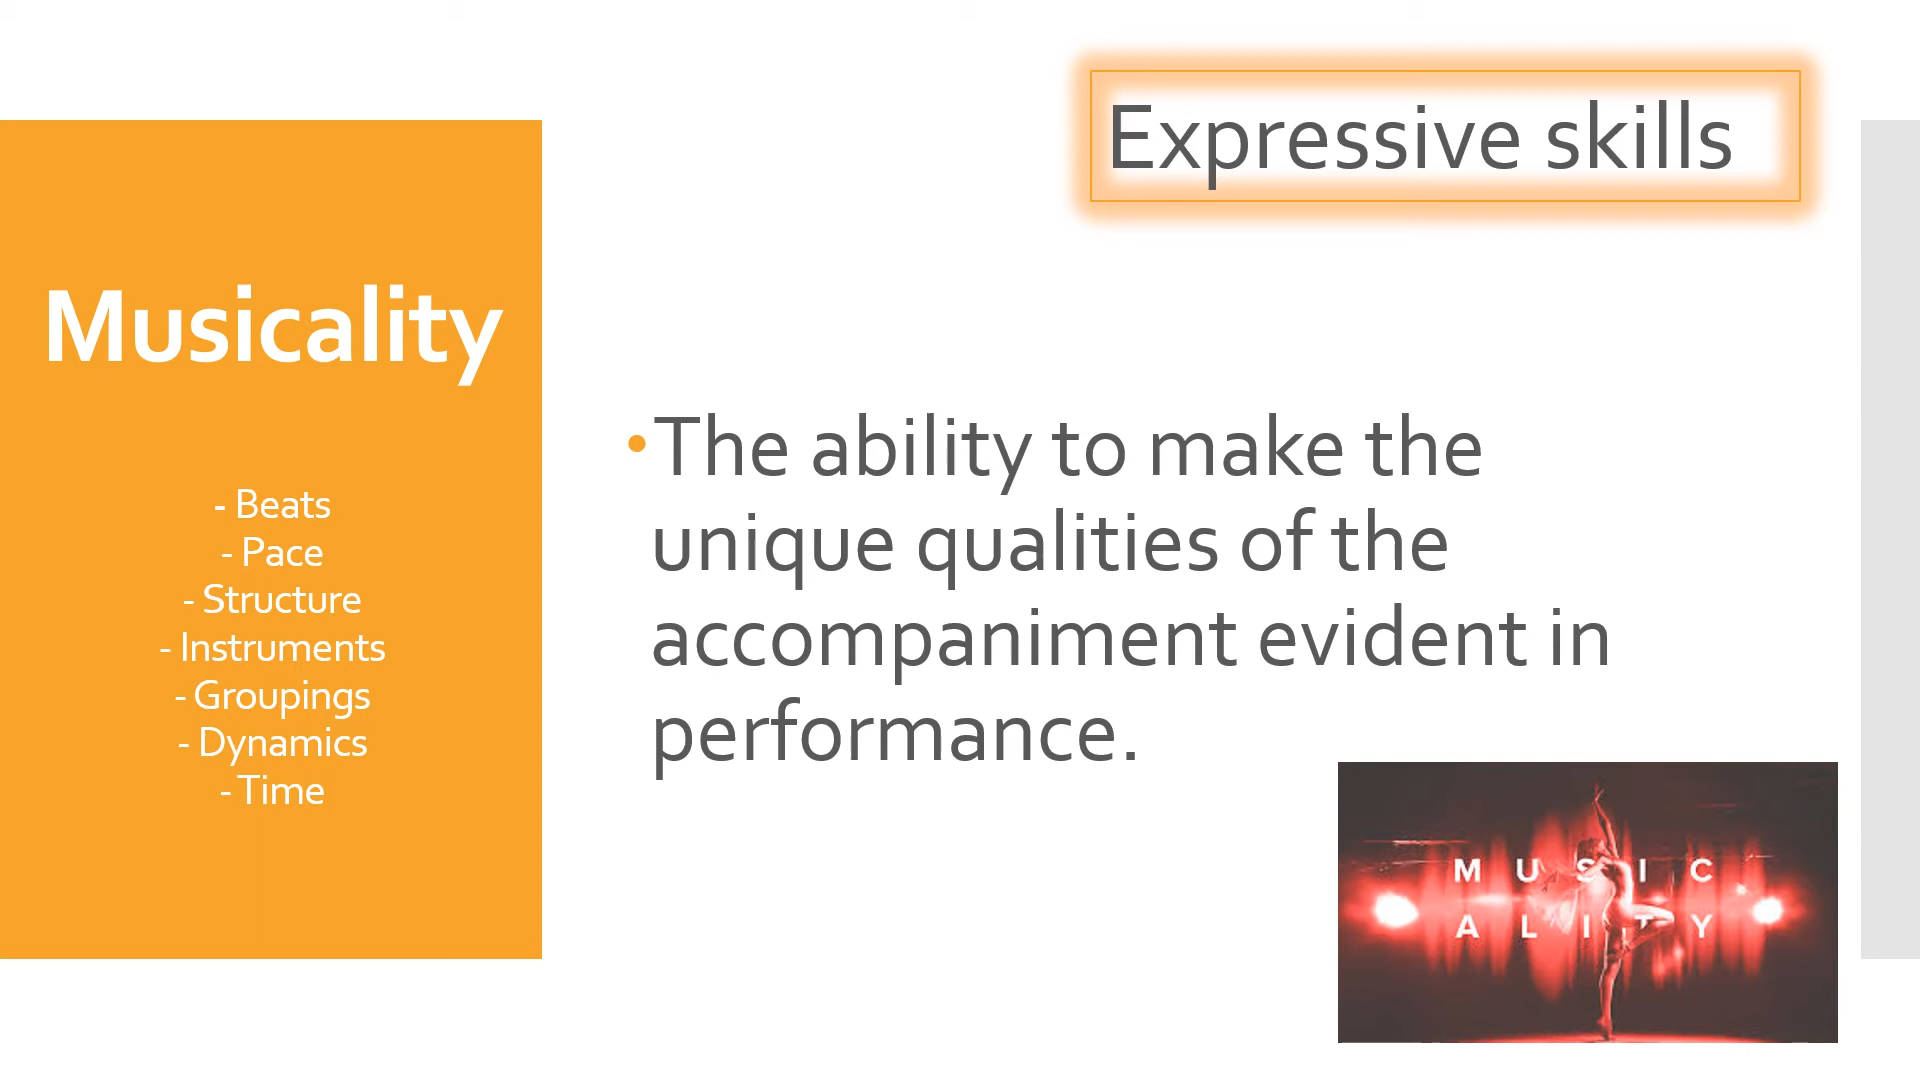 Expressive skills
Musicality
- Beats
- Pace
- Structure
- Instruments
- Groupings
- Dynamics
- Time
•The ability to make the
unique qualities of the
accompaniment evident in
performance.
M U S I C
A L I T Y